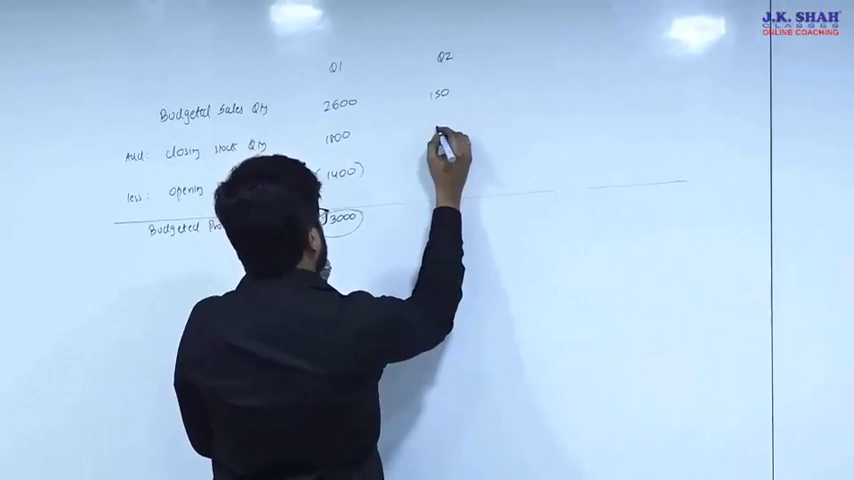 J.K. SHAH
CLASSES
ONLINE COACHING
Q1 Q2
Budgeted Sales Qty 2600 150
Add: closing stock Qty 1800
less: opening (1400)
Budgeted 3000